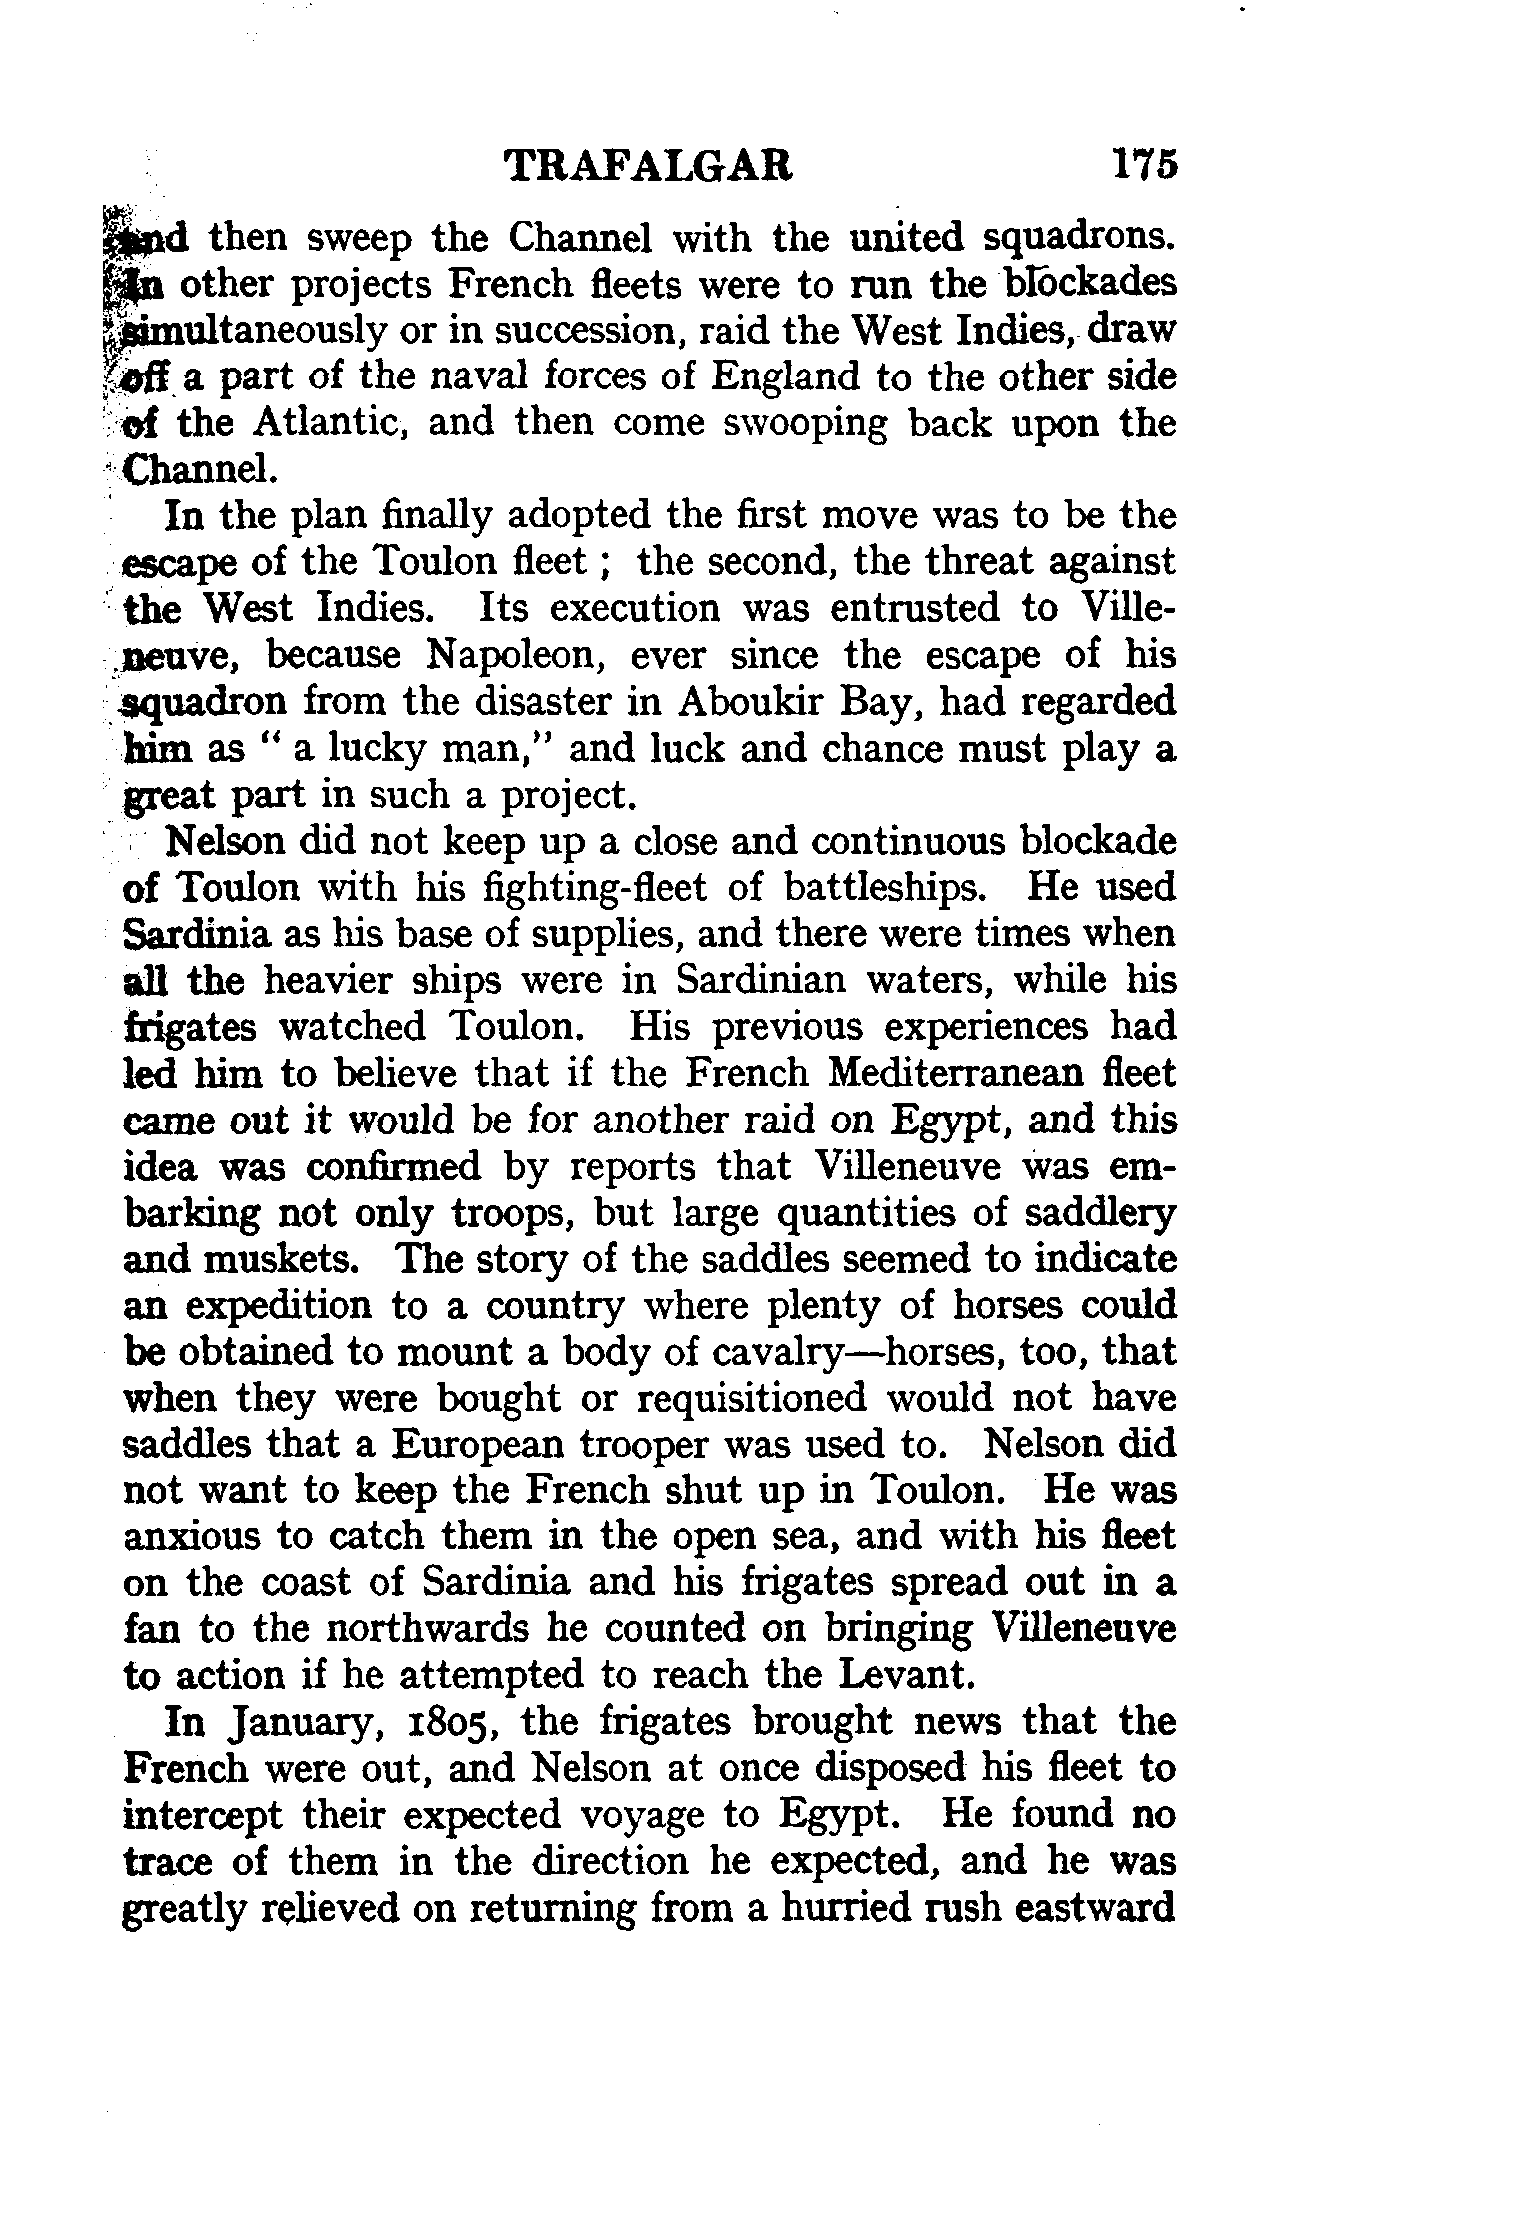 TRAFALGAR 175
and then sweep the Channel with the united squadrons.
In other projects French fleets were to run the blockades
simultaneously or in succession, raid the West Indies, draw
off a part of the naval forces of England to the other side
of the Atlantic, and then come swooping back upon the
Channel.
In the plan finally adopted the first move was to be the
escape of the Toulon fleet ; the second, the threat against
the West Indies. Its execution was entrusted to Ville-
neuve, because Napoleon, ever since the escape of his
squadron from the disaster in Aboukir Bay, had regarded
him as “ a lucky man,” and luck and chance must play a
great part in such a project.
Nelson did not keep up a close and continuous blockade
of Toulon with his fighting-fleet of battleships. He used
Sardinia as his base of supplies, and there were times when
all the heavier ships were in Sardinian waters, while his
frigates watched Toulon. His previous experiences had
led him to believe that if the French Mediterranean fleet
came out it would be for another raid on Egypt, and this
idea was confirmed by reports that Villeneuve was em-
barking not only troops, but large quantities of saddlery
and muskets. The story of the saddles seemed to indicate
an expedition to a country where plenty of horses could
be obtained to mount a body of cavalry—horses, too, that
when they were bought or requisitioned would not have
saddles that a European trooper was used to. Nelson did
not want to keep the French shut up in Toulon. He was
anxious to catch them in the open sea, and with his fleet
on the coast of Sardinia and his frigates spread out in a
fan to the northwards he counted on bringing Villeneuve
to action if he attempted to reach the Levant.
In January, 1805, the frigates brought news that the
French were out, and Nelson at once disposed his fleet to
intercept their expected voyage to Egypt. He found no
trace of them in the direction he expected, and he was
greatly relieved on returning from a hurried rush eastward